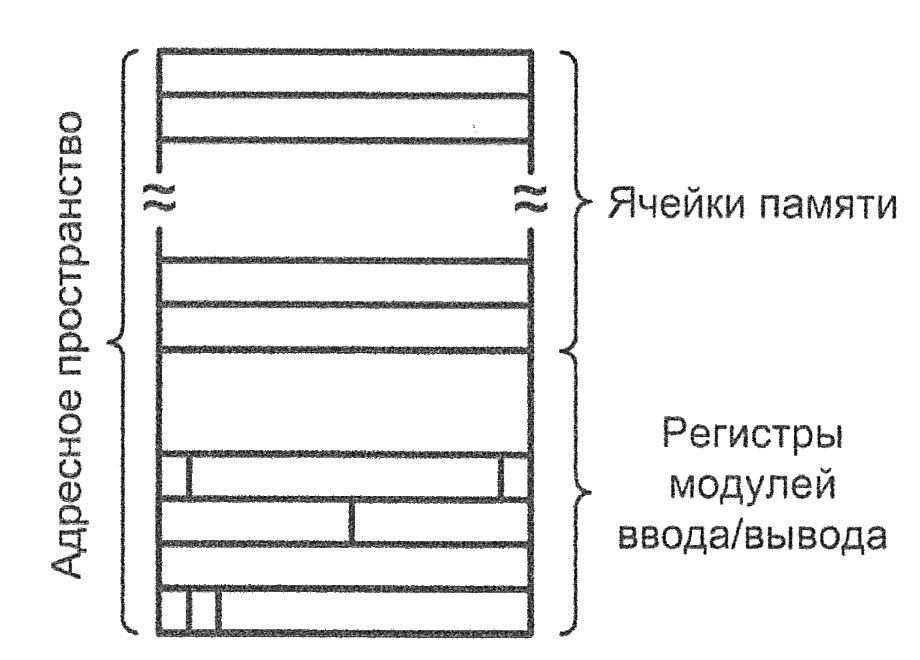 Адресное пространство
Ячейки памяти
Регистры
модулей
ввода/вывода